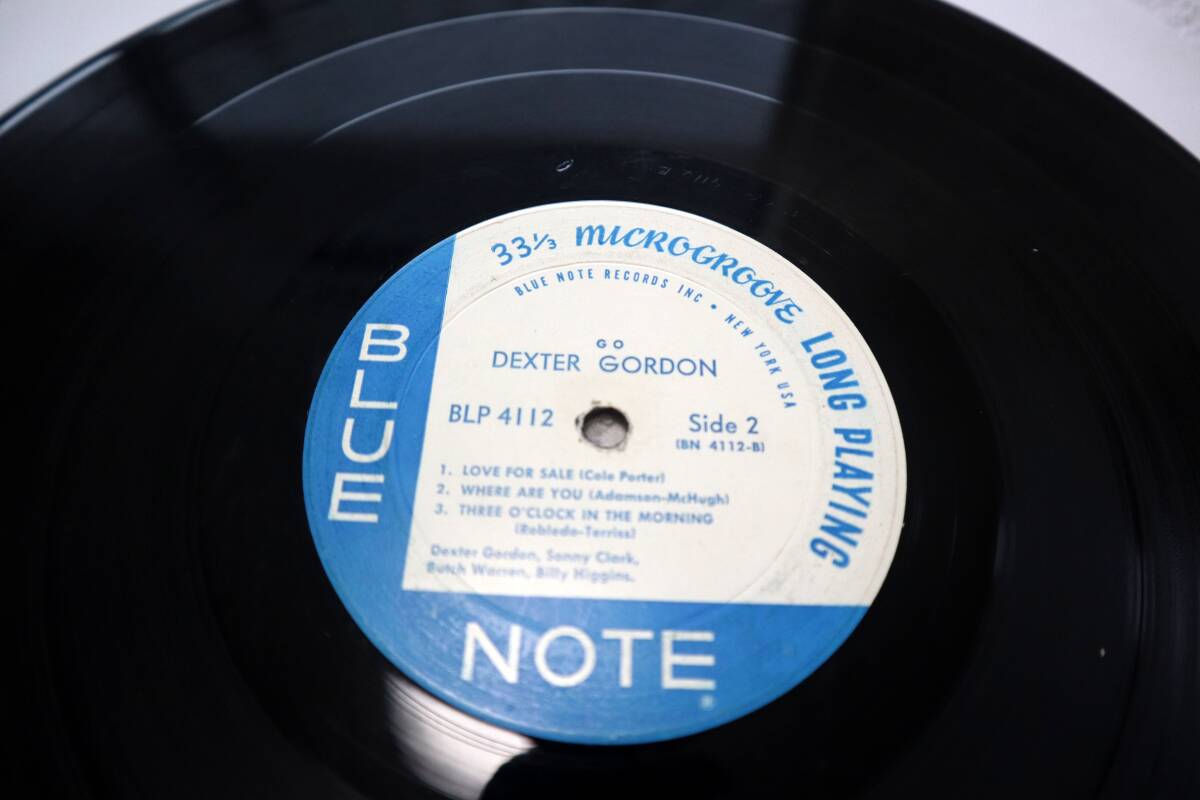 33⅓ MICROGROOVE LONG PLAYING
BLUE NOTE RECORDS INC • NEW YORK USA
GO
DEXTER GORDON
BLP 4112
Side 2
(BN 4112-B)
1. LOVE FOR SALE (Cole Porter)
2. WHERE ARE YOU (Adamson-McHugh)
3. THREE O'CLOCK IN THE MORNING
(Robledo-Terriss)
Dexter Gordon, Sonny Clark,
Butch Warren, Billy Higgins.
BLUE
NOTE
®